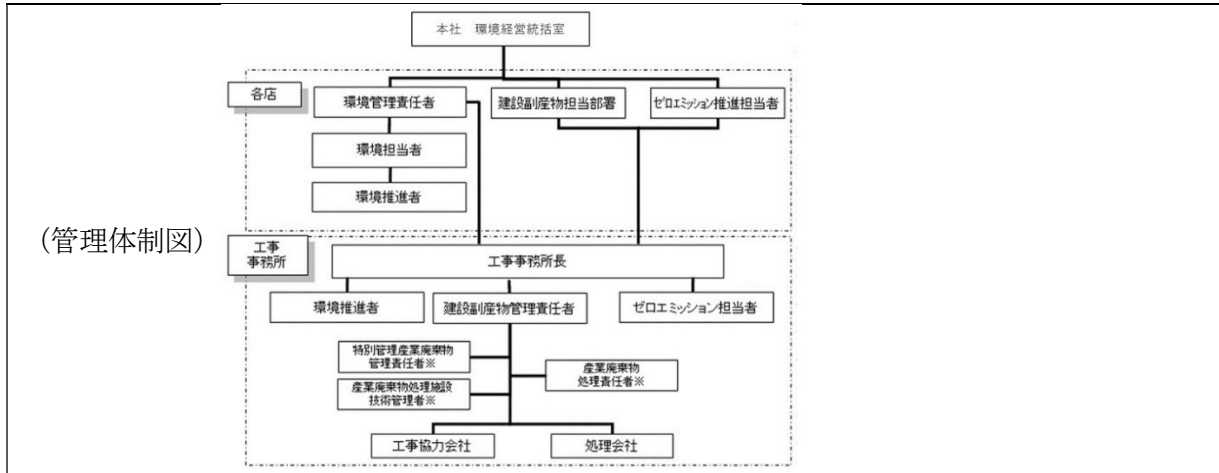 本社　環境経営統括室
各店
環境管理責任者
建設副産物担当部署
ゼロエミッション推進担当者
環境担当者
環境推進者
(管理体制図)
工事
事務所
工事事務所長
環境推進者
建設副産物管理責任者
ゼロエミッション担当者
特別管理産業廃棄物
管理責任者※
産業廃棄物
処理責任者※
産業廃棄物処理施設
技術管理者※
工事協力会社
処理会社